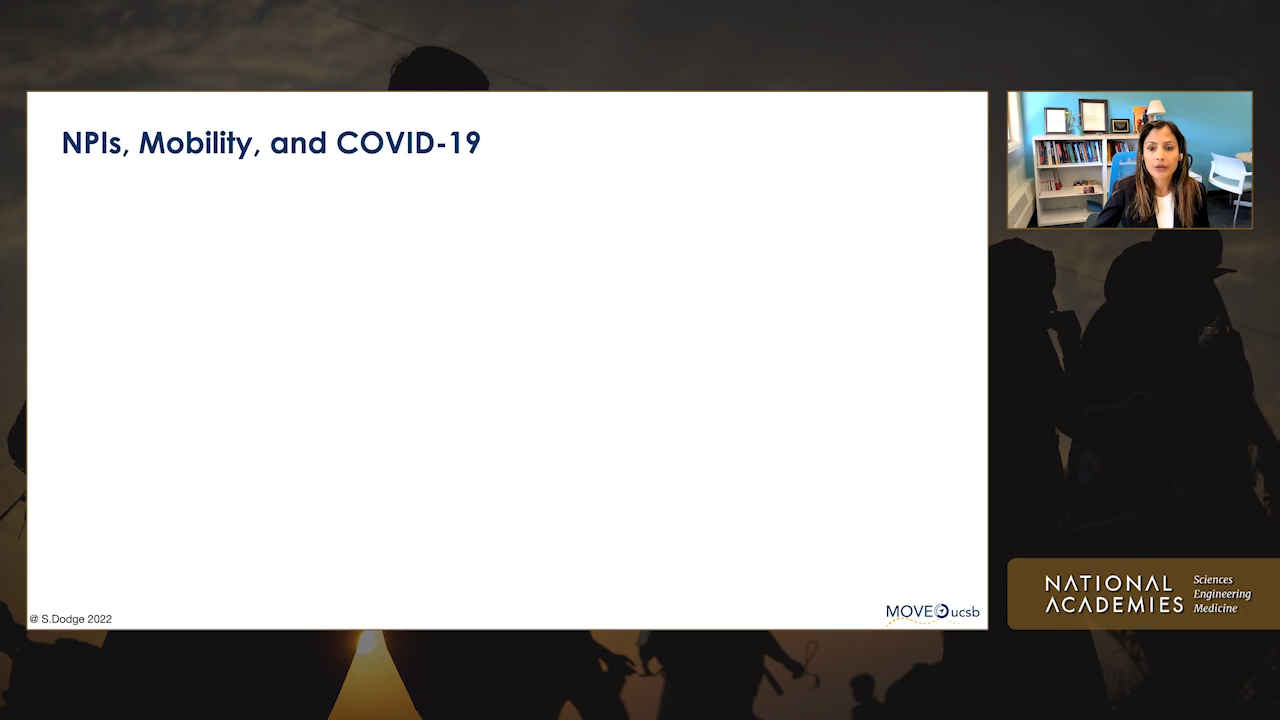 NPIs, Mobility, and COVID-19
@ S.Dodge 2022
MOVE@ucsb
NATIONAL ACADEMIES
Sciences
Engineering
Medicine